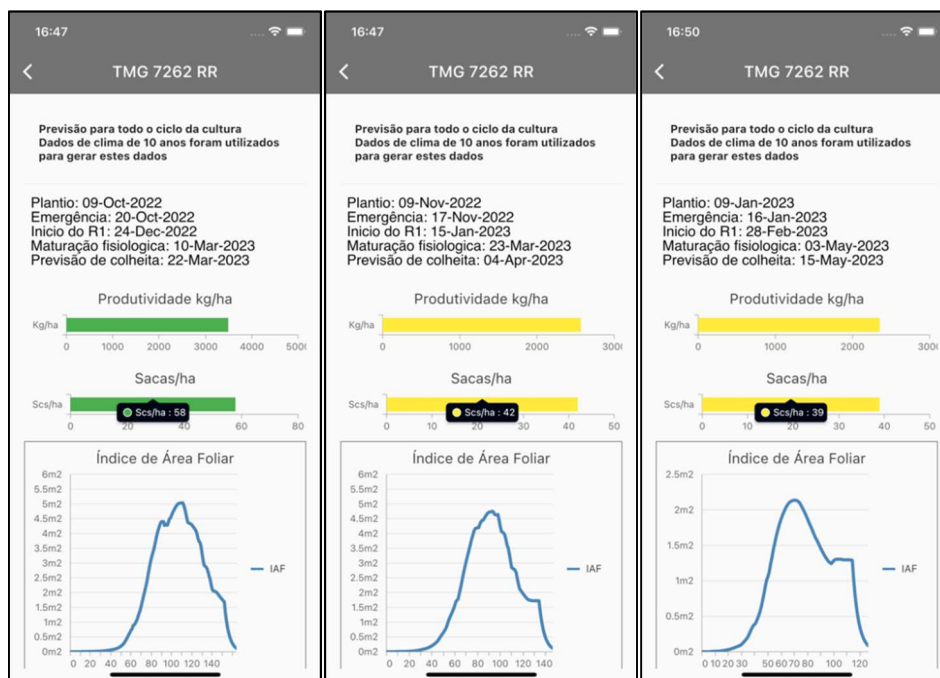 16:47
TMG 7262 RR
Previsão para todo o ciclo da cultura
Dados de clima de 10 anos foram utilizados
para gerar estes dados
Plantio: 09-Oct-2022
Emergência: 20-Oct-2022
Inicio do R1: 24-Dec-2022
Maturação fisiologica: 10-Mar-2023
Previsão de colheita: 22-Mar-2023
Produtividade kg/ha
Kg/ha
0 1000 2000 3000 4000 500
Sacas/ha
Scs/ha
Scs/ha : 58
0 20 40 60 80
Índice de Área Foliar
6m2
5.5m2
5m2
4.5m2
4m2
3.5m2
3m2
2.5m2
2m2
1.5m2
1m2
0.5m2
0m2
IAF
0 20 40 60 80 100 120 140
16:47
TMG 7262 RR
Previsão para todo o ciclo da cultura
Dados de clima de 10 anos foram utilizados
para gerar estes dados
Plantio: 09-Nov-2022
Emergência: 17-Nov-2022
Inicio do R1: 15-Jan-2023
Maturação fisiologica: 23-Mar-2023
Previsão de colheita: 04-Apr-2023
Produtividade kg/ha
Kg/ha
0 1000 2000 300
Sacas/ha
Scs/ha
Scs/ha : 42
0 10 20 30 40 50
Índice de Área Foliar
6m2
5.5m2
5m2
4.5m2
4m2
3.5m2
3m2
2.5m2
2m2
1.5m2
1m2
0.5m2
0m2
IAF
0 20 40 60 80 100 120 140
16:50
TMG 7262 RR
Previsão para todo o ciclo da cultura
Dados de clima de 10 anos foram utilizados
para gerar estes dados
Plantio: 09-Jan-2023
Emergência: 16-Jan-2023
Inicio do R1: 28-Feb-2023
Maturação fisiologica: 03-May-2023
Previsão de colheita: 15-May-2023
Produtividade kg/ha
Kg/ha
0 1000 2000 300
Sacas/ha
Scs/ha
Scs/ha : 39
0 10 20 30 40 50
Índice de Área Foliar
2.5m2
2m2
1.5m2
1m2
0.5m2
0m2
IAF
0 10 20 30 50 60 70 80 100 120